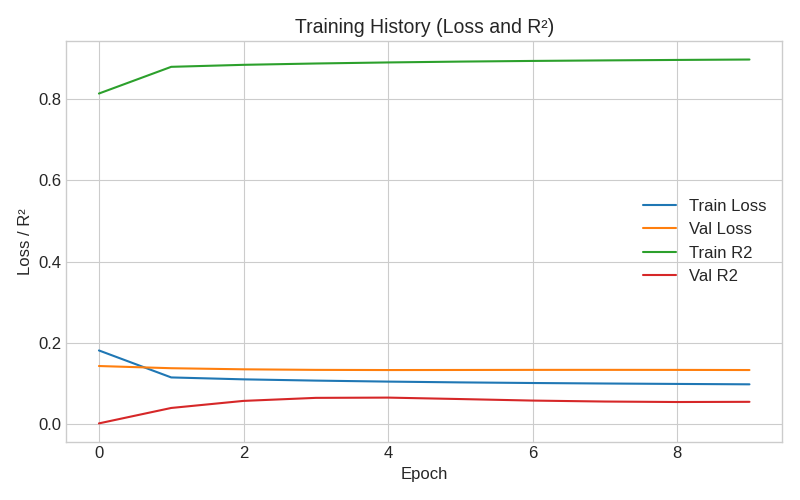 Training History (Loss and R²)
Loss / R²
0.8
0.6
0.4
0.2
0.0
Train Loss
Val Loss
Train R2
Val R2
0 2 4 6 8
Epoch